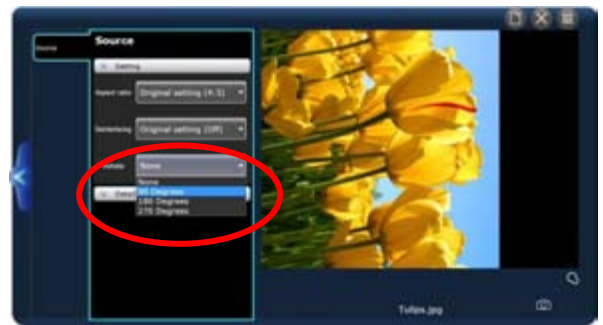 Source
Source
Setting
Aspect ratio Original setting (4:3)
Deinterlacing Original setting (Off)
Rotate None
None
90 Degrees
180 Degrees
270 Degrees
Tulips.jpg